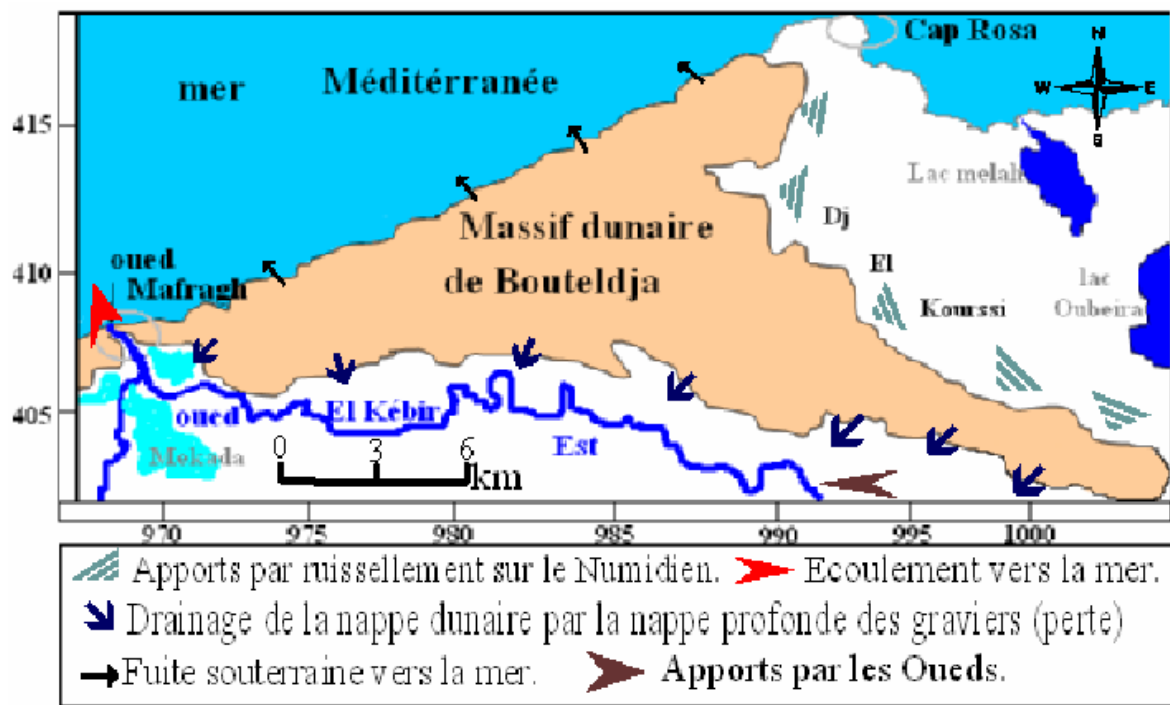 Cap Rosa
N
W E
S
mer Méditérranée
415
Lac melah
Dj
Massif dunaire
de Bouteldja
El
Kourssi
410
oued
Mafragh
lac
Oubeira
405
oued El Kébir Est
Mekada
0 3 6
km
970 975 980 985 990 995 1000
Apports par ruissellement sur le Numidien. Ecoulement vers la mer.
Drainage de la nappe dunaire par la nappe profonde des graviers (perte)
Fuite souterraine vers la mer. Apports par les Oueds.